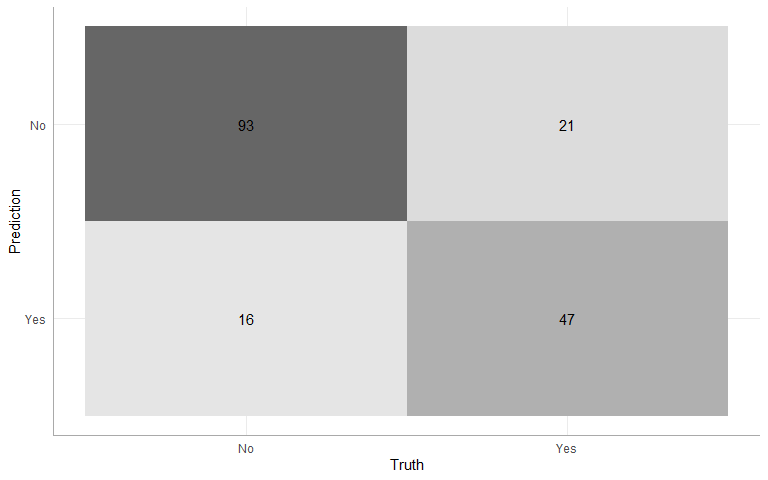 No
93
21
Prediction
Yes
16
47
No
Yes
Truth